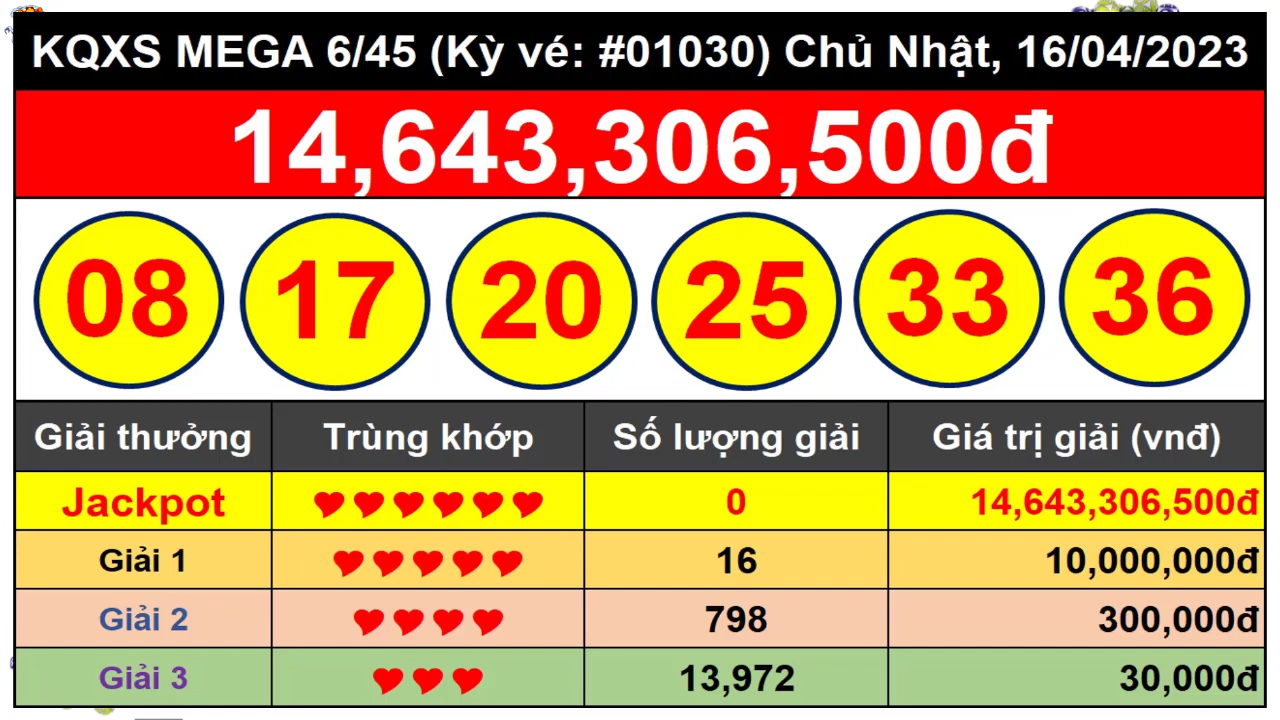 KQXS MEGA 6/45 (Kỳ vé: #01030) Chủ Nhật, 16/04/2023
14,643,306,500đ
08 17 20 25 33 36
Giải thưởng Trùng khớp Số lượng giải Giá trị giải (vnđ)
Jackpot 0 14,643,306,500đ
Giải 1 16 10,000,000đ
Giải 2 798 300,000đ
Giải 3 13,972 30,000đ